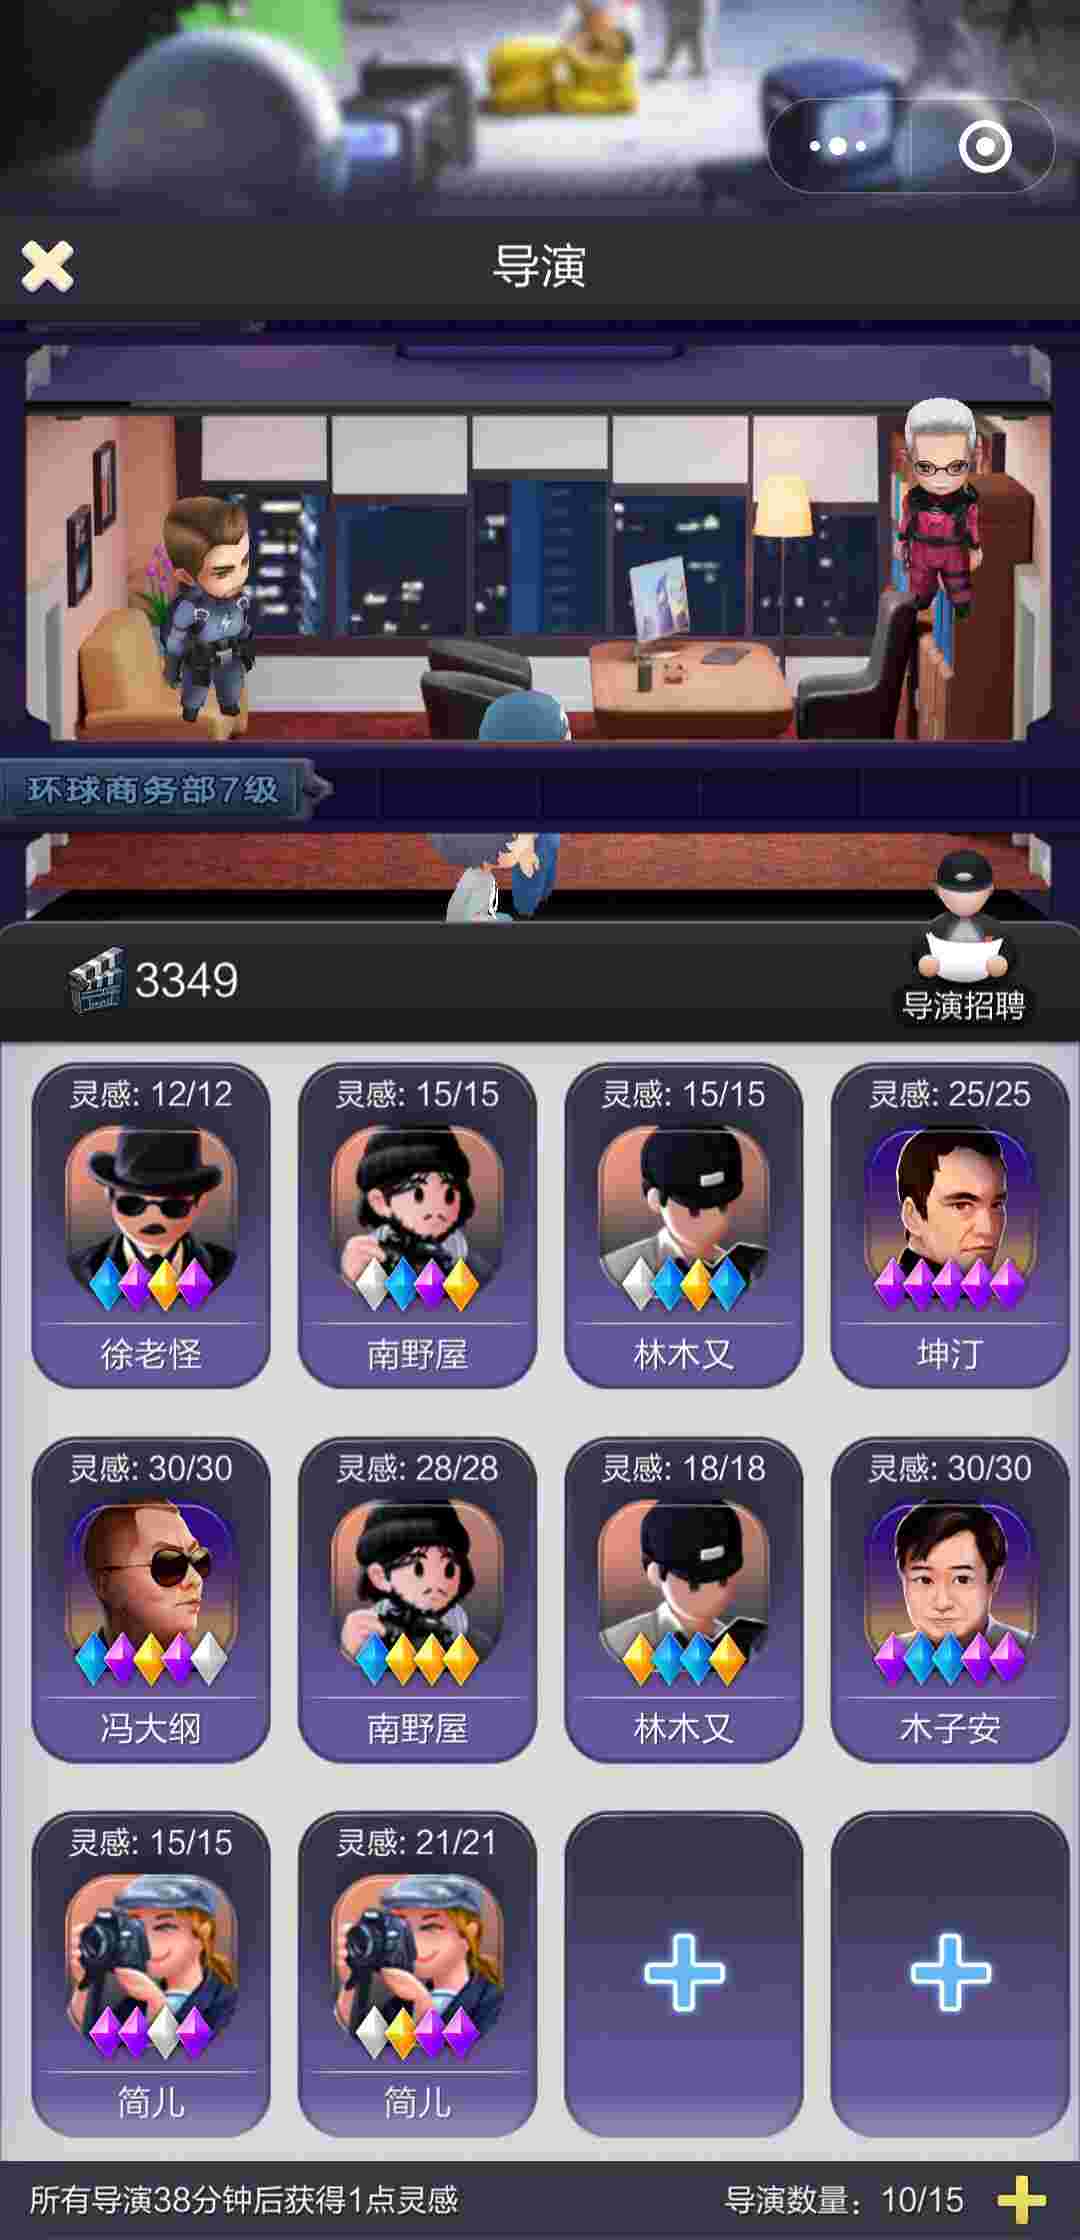 导演
环球商务部7级
3349
导演招聘
灵感: 12/12
灵感: 15/15
灵感: 15/15
灵感: 25/25
徐老怪
南野屋
林木又
坤汀
灵感: 30/30
灵感: 28/28
灵感: 18/18
灵感: 30/30
冯大纲
南野屋
林木又
木子安
灵感: 15/15
灵感: 21/21
简儿
简儿
所有导演38分钟后获得1点灵感
导演数量: 10/15